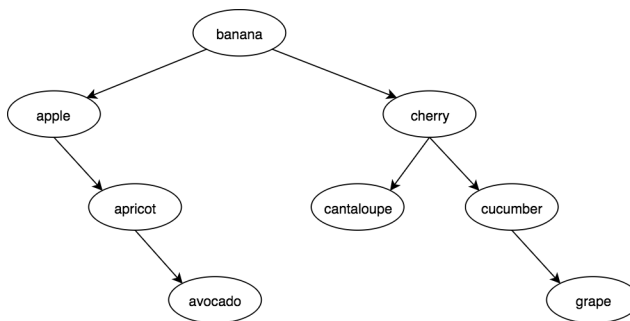 banana
apple
cherry
apricot
cantaloupe
cucumber
avocado
grape